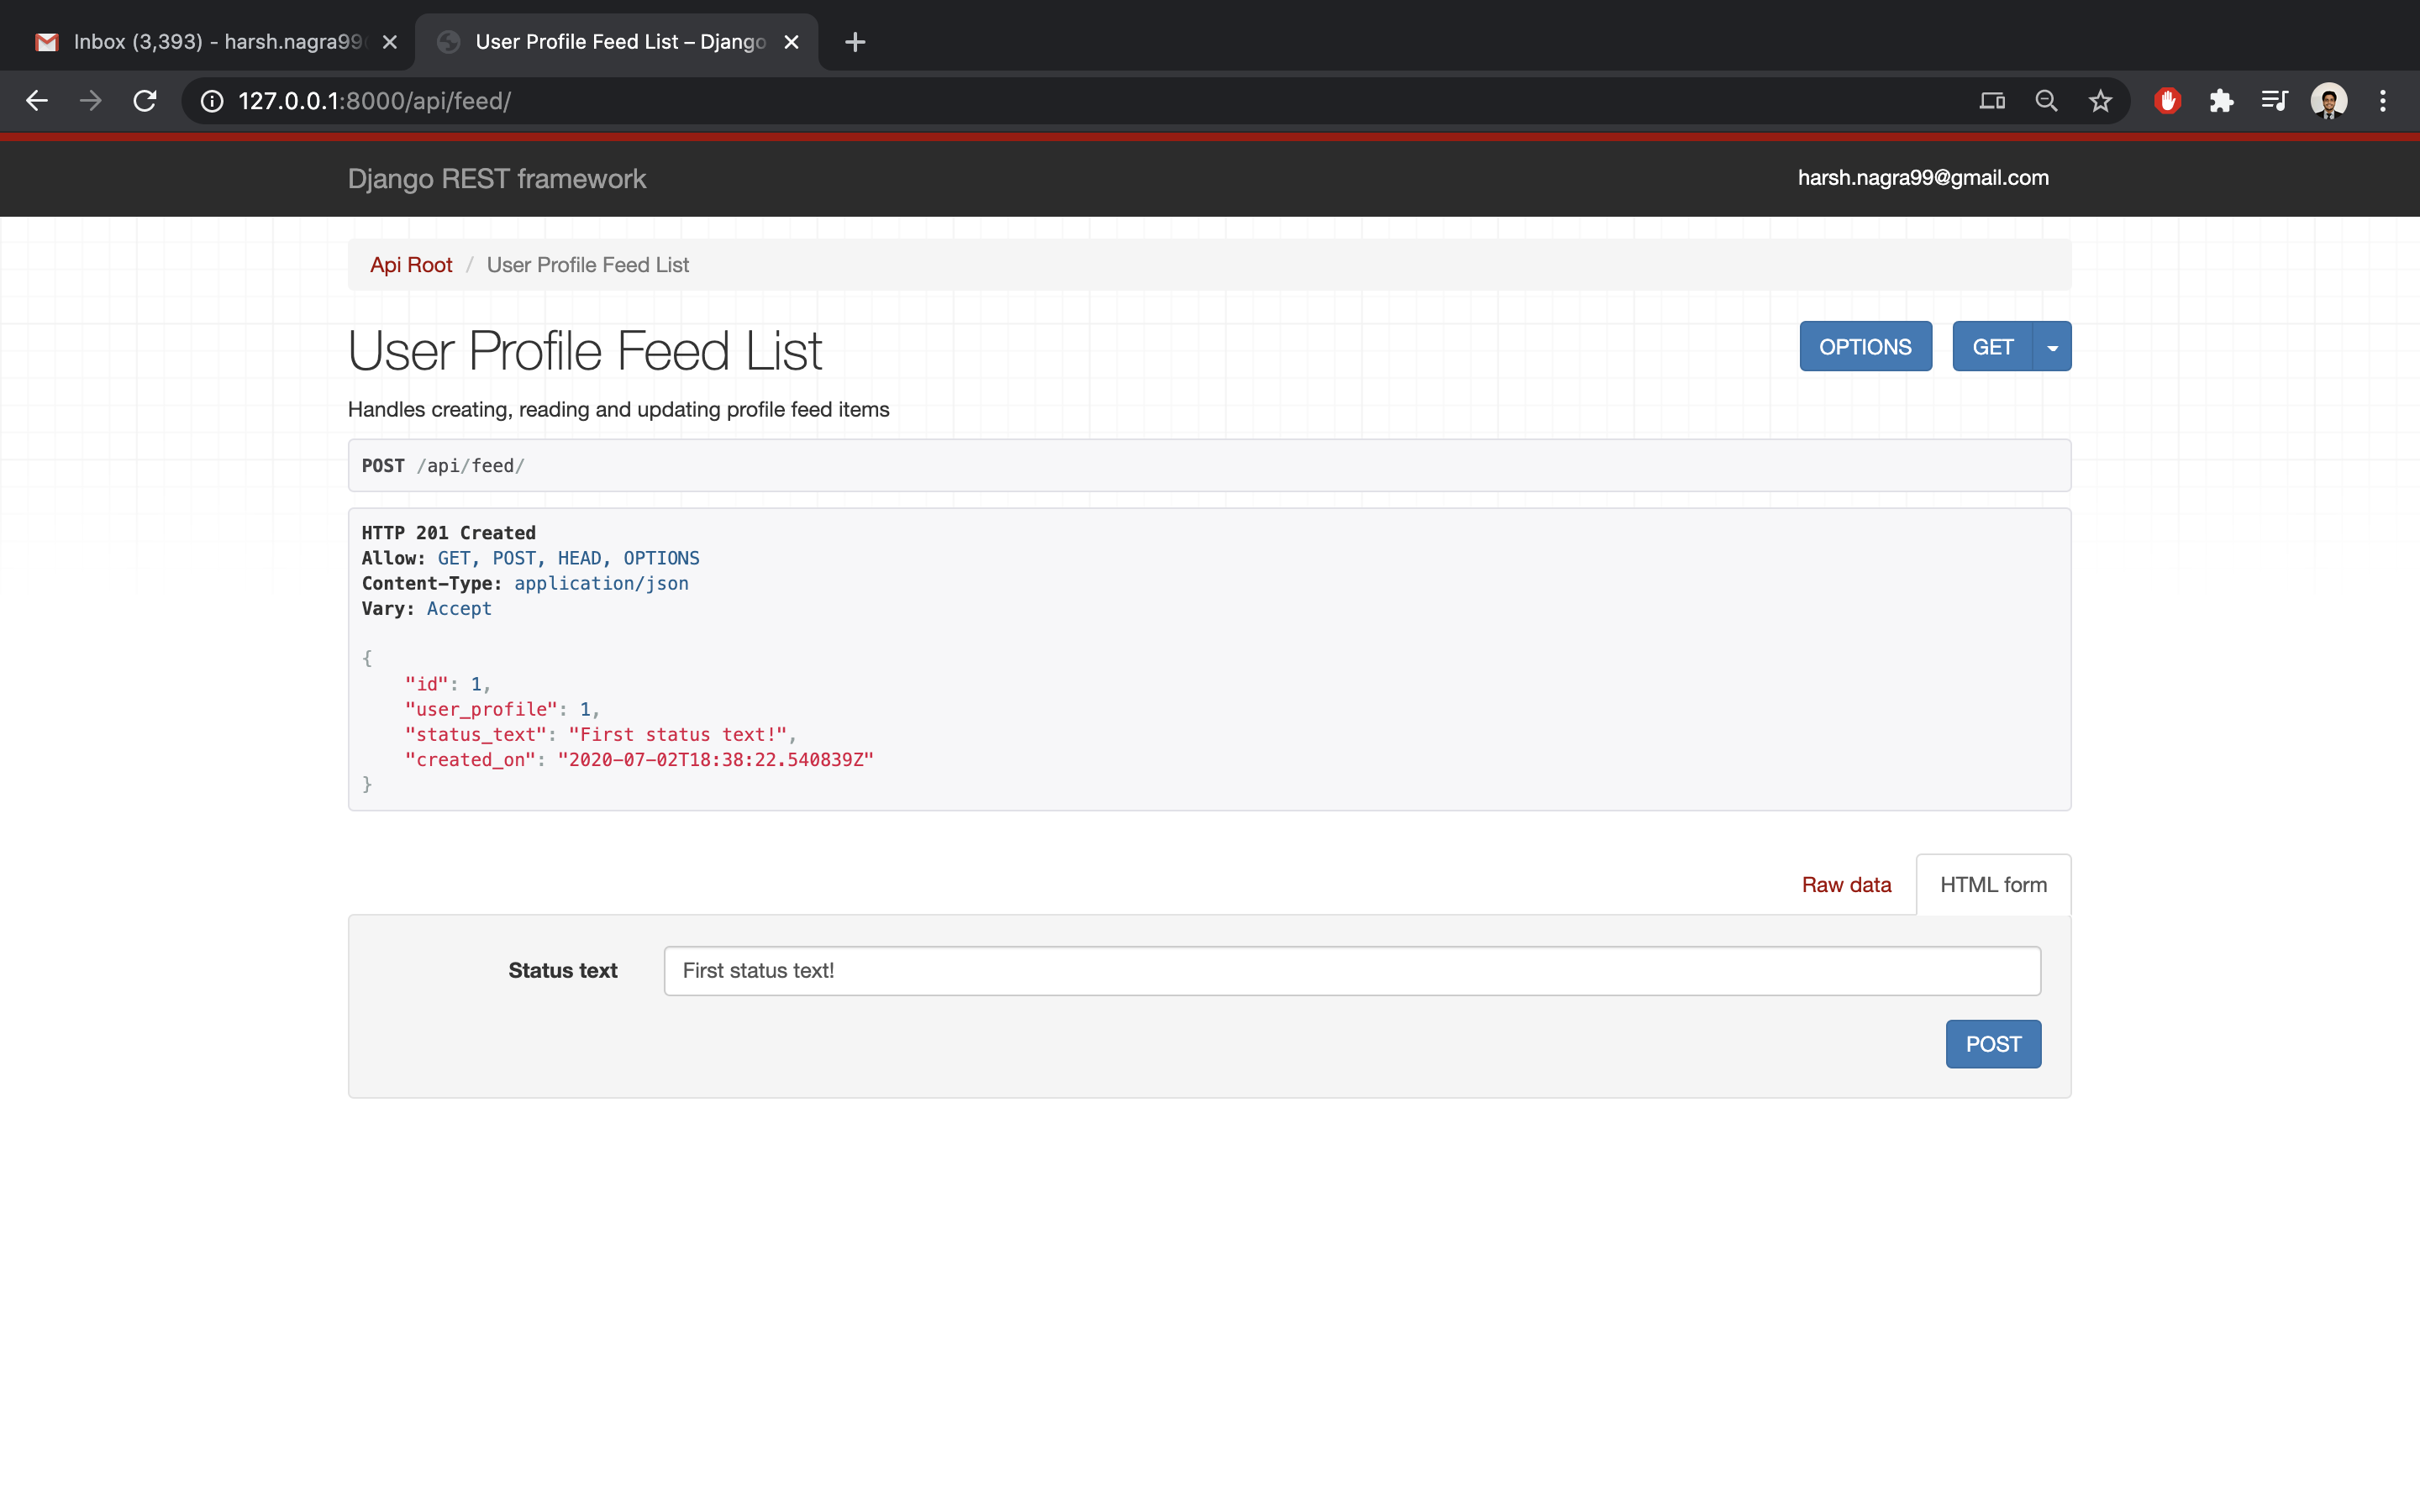 Inbox (3,393) - harsh.nagra99
User Profile Feed List – Django
127.0.0.1:8000/api/feed/
Django REST framework
harsh.nagra99@gmail.com
Api Root / User Profile Feed List
User Profile Feed List
OPTIONS
GET
Handles creating, reading and updating profile feed items
POST /api/feed/
HTTP 201 Created
Allow: GET, POST, HEAD, OPTIONS
Content-Type: application/json
Vary: Accept
{
"id": 1,
"user_profile": 1,
"status_text": "First status text!",
"created_on": "2020-07-02T18:38:22.540839Z"
}
Raw data
HTML form
Status text
First status text!
POST